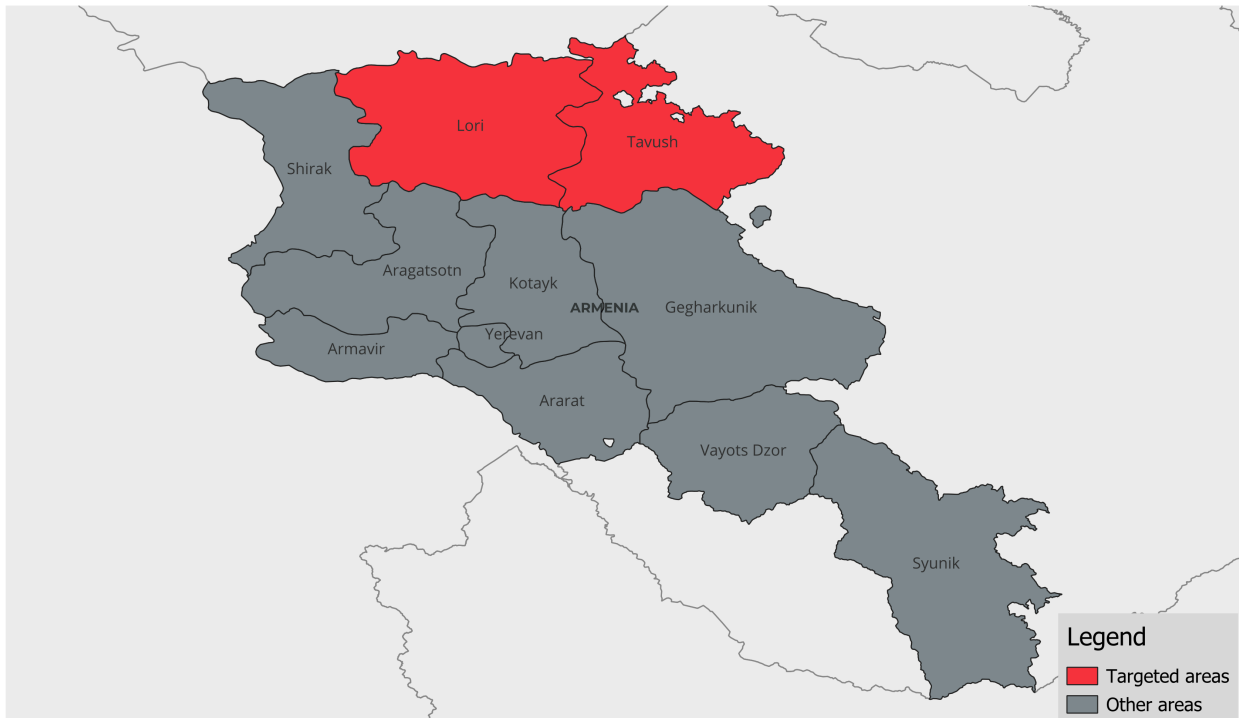 Lori
Tavush
Shirak
Aragatsotn
Kotayk
ARMENIA
Gegharkunik
Yerevan
Armavir
Ararat
Vayots Dzor
Syunik
Legend
Targeted areas
Other areas